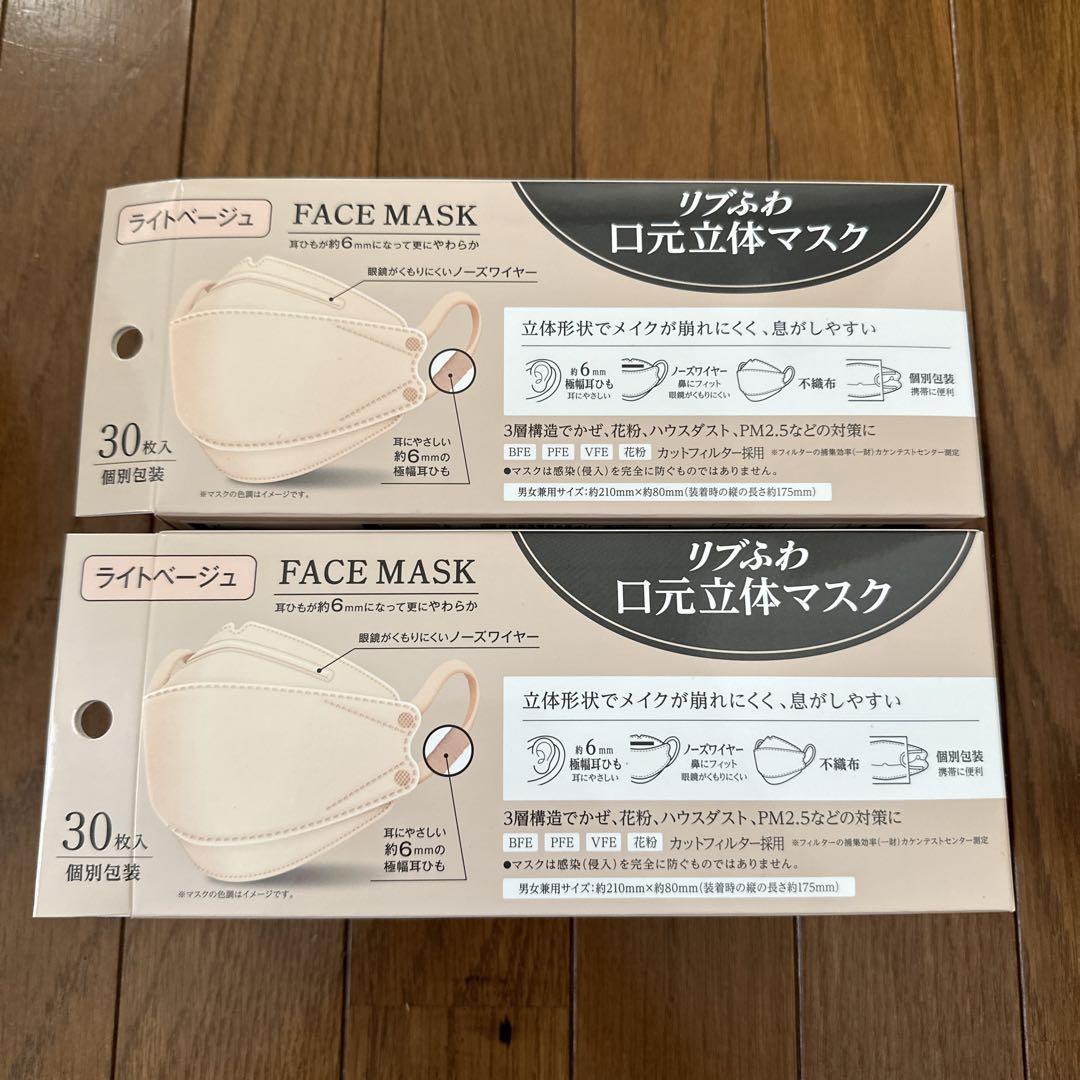 ライトベージュ
FACE MASK
耳ひもが約6mmになって更にやわらか
眼鏡がくもりにくいノーズワイヤー
リブふわ
口元立体マスク
立体形状でメイクが崩れにくく、息がしやすい
約6mm
極幅耳ひも
耳にやさしい
ノーズワイヤー
鼻にフィット
眼鏡がくもりにくい
不織布
個別包装
携帯に便利
30枚入
個別包装
耳にやさしい
約6mmの
極幅耳ひも
※マスクの色調はイメージです。
3層構造でかぜ、花粉、ハウスダスト、PM2.5などの対策に
BFE PFE VFE 花粉 カットフィルター採用 ※フィルターの捕集効率(一財)カケンテストセンター測定
●マスクは感染(侵入)を完全に防ぐものではありません。
男女兼用サイズ:約210mm×約80mm(装着時の縦の長さ約175mm)
ライトベージュ
FACE MASK
耳ひもが約6mmになって更にやわらか
眼鏡がくもりにくいノーズワイヤー
リブふわ
口元立体マスク
立体形状でメイクが崩れにくく、息がしやすい
約6mm
極幅耳ひも
耳にやさしい
ノーズワイヤー
鼻にフィット
眼鏡がくもりにくい
不織布
個別包装
携帯に便利
30枚入
個別包装
耳にやさしい
約6mmの
極幅耳ひも
※マスクの色調はイメージです。
3層構造でかぜ、花粉、ハウスダスト、PM2.5などの対策に
BFE PFE VFE 花粉 カットフィルター採用 ※フィルターの捕集効率(一財)カケンテストセンター測定
●マスクは感染(侵入)を完全に防ぐものではありません。
男女兼用サイズ:約210mm×約80mm(装着時の縦の長さ約175mm)